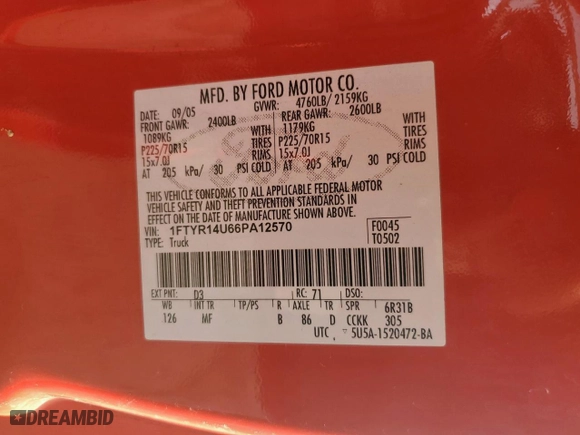 MFD. BY FORD MOTOR CO.
DATE: 09/05 GVWR: 4760LB/ 2159KG
FRONT GAWR: 2400LB REAR GAWR: 2600LB
1089KG WITH 1179KG WITH
P225/70R15 TIRES P225/70R15 TIRES
15x7.0J RIMS 15x7.0J RIMS
AT 205 kPa/ 30 PSI COLD AT 205 kPa/ 30 PSI COLD
THIS VEHICLE CONFORMS TO ALL APPLICABLE FEDERAL MOTOR
VEHICLE SAFETY AND THEFT PREVENTION STANDARDS IN EFFECT ON THE
DATE OF MANUFACTURE SHOWN ABOVE.
VIN: 1FTYR14U66PA12570 F0045
TYPE: Truck T0502
EXT PNT: D3 RC: 71 DSO:
WB INT TR TP/PS R AXLE TR SPR 6R31B
126 MF B 86 D CCKK 305
UTC 5U5A-1520472-BA
Ford
DREAMBID